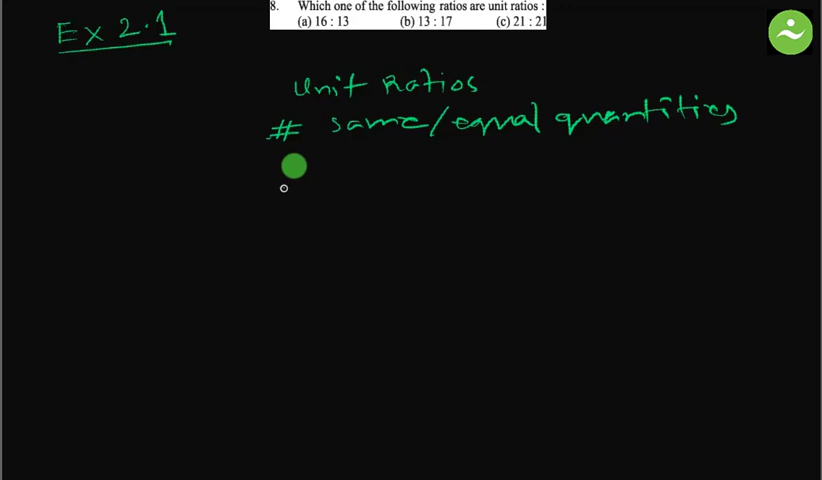 8. Which one of the following ratios are unit ratios :
(a) 16 : 13 (b) 13 : 17 (c) 21 : 21
Ex 2.1
Unit Ratios
# same/equal quantities